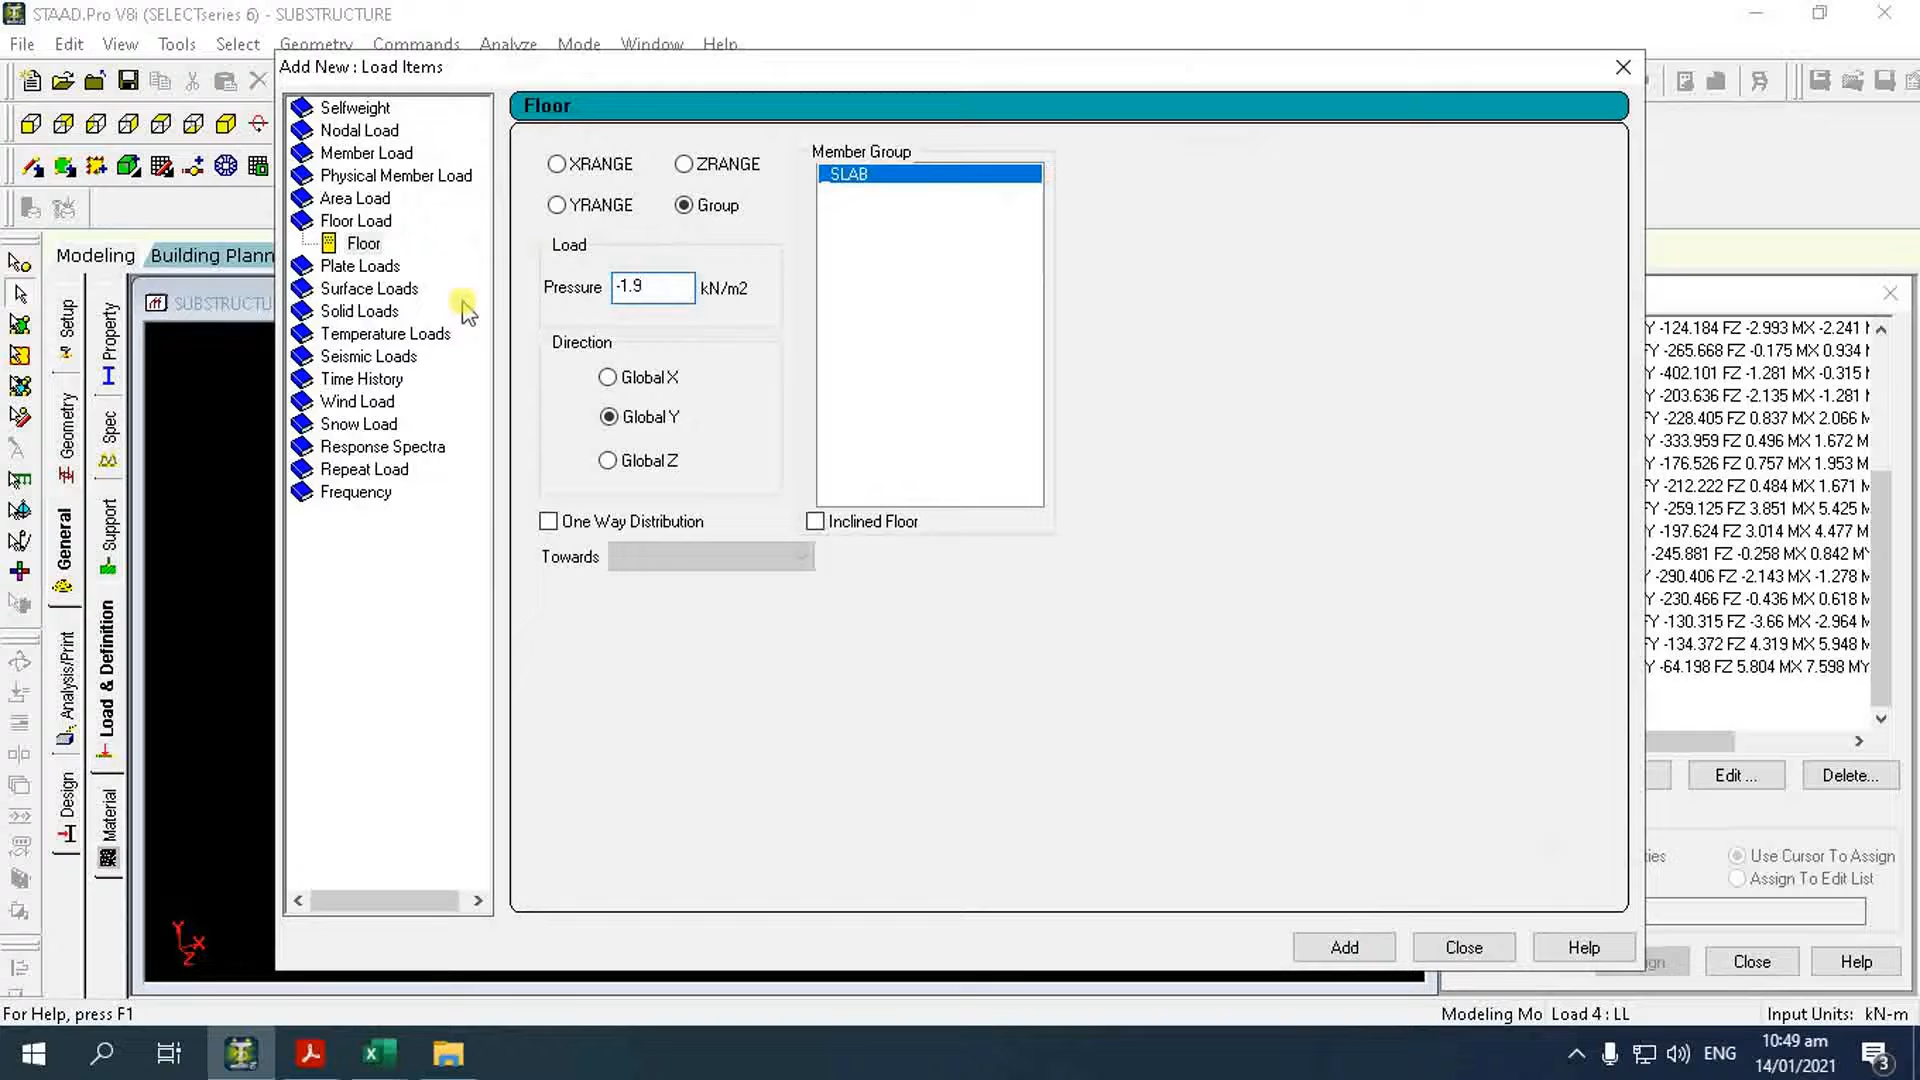 STAAD.Pro V8i (SELECTseries 6) - SUBSTRUCTURE
File Edit View Tools Select Geometry Commands Analyze Mode Window Help
Add New : Load Items
Selfweight
Nodal Load
Member Load
Physical Member Load
Area Load
Floor Load
Floor
Plate Loads
Surface Loads
Solid Loads
Temperature Loads
Seismic Loads
Time History
Wind Load
Snow Load
Response Spectra
Repeat Load
Frequency
Floor
XRANGE ZRANGE
YRANGE Group
Member Group
SLAB
Load
Pressure -1.9 kN/m2
Direction
Global X
Global Y
Global Z
One Way Distribution
Inclined Floor
Towards
Add Close Help
Modeling Building Plann
SUBSTRUCTU
Setup
Geometry
General
Analysis/Print
Design
Property
Spec
Support
Load & Definition
Material
Y -124.184 FZ -2.993 MX -2.241
FY -265.668 FZ -0.175 MX 0.934
FY -402.101 FZ -1.281 MX -0.315
FY -203.636 FZ -2.135 MX -1.281
FY -228.405 FZ 0.837 MX 2.066
FY -333.959 FZ 0.496 MX 1.672
FY -176.526 FZ 0.757 MX 1.953
FY -212.222 FZ 0.484 MX 1.671
FY -259.125 FZ 3.851 MX 5.425
FY -197.624 FZ 3.014 MX 4.477
-245.881 FZ -0.258 MX 0.842 MY
-290.406 FZ -2.143 MX -1.278
-230.466 FZ -0.436 MX 0.618
Y -130.315 FZ -3.66 MX -2.964
Y -134.372 FZ 4.319 MX 5.948
Y -64.198 FZ 5.804 MX 7.598 MY
Edit ... Delete...
ies
Use Cursor To Assign
Assign To Edit List
gn Close Help
For Help, press F1
Modeling Mo Load 4 : LL Input Units: kN-m
ENG
10:49 am
14/01/2021
3